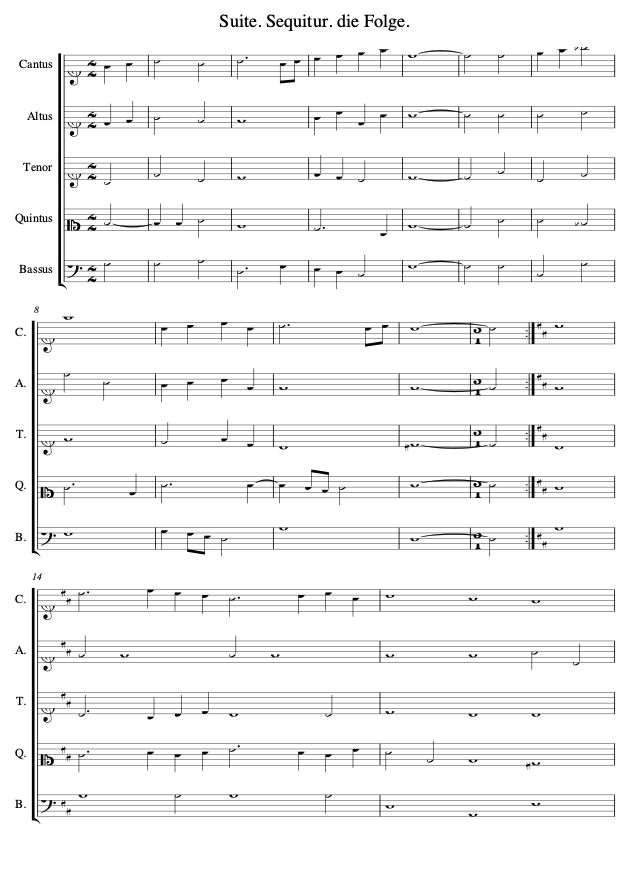 Suite. Sequitur. die Folge.
Cantus
Altus
Tenor
Quintus
Bassus
8
C.
A.
T.
Q.
B.
14
C.
A.
T.
Q.
B.